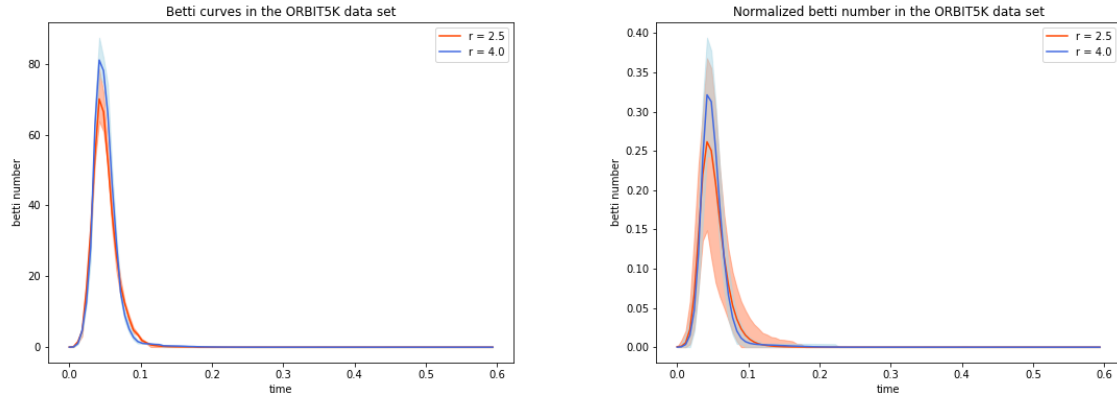 Betti curves in the ORBIT5K data set
r = 2.5
r = 4.0
betti number
80
60
40
20
0
0.0 0.1 0.2 0.3 0.4 0.5 0.6
time
Normalized betti number in the ORBIT5K data set
r = 2.5
r = 4.0
betti number
0.40
0.35
0.30
0.25
0.20
0.15
0.10
0.05
0.00
0.0 0.1 0.2 0.3 0.4 0.5 0.6
time